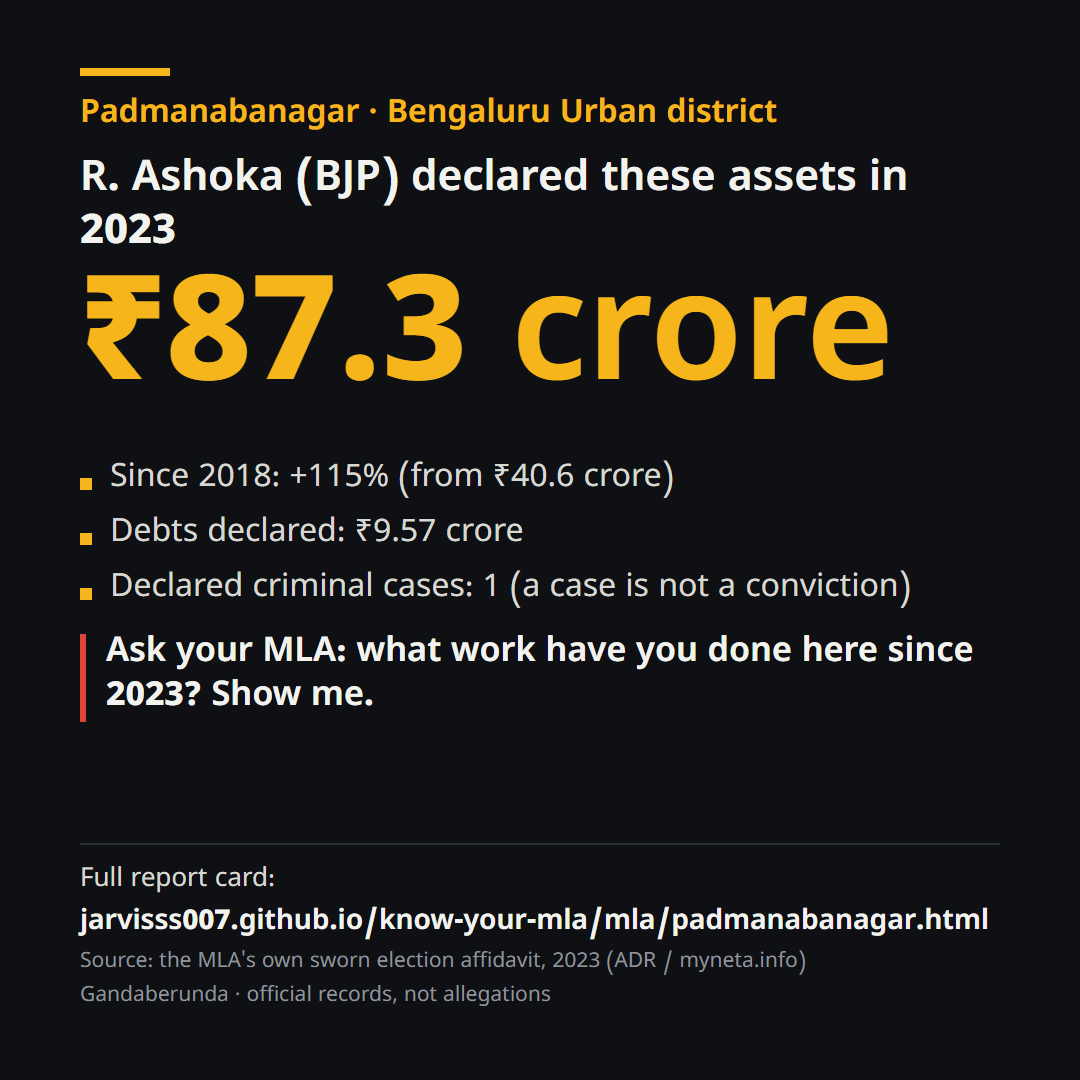 Padmanabanagar · Bengaluru Urban district
R. Ashoka (BJP) declared these assets in
2023
₹87.3 crore
Since 2018: +115% (from ₹40.6 crore)
Debts declared: ₹9.57 crore
Declared criminal cases: 1 (a case is not a conviction)
Ask your MLA: what work have you done here since
2023? Show me.
Full report card:
jarvisss007.github.io/know-your-mla/mla/padmanabanagar.html
Source: the MLA's own sworn election affidavit, 2023 (ADR / myneta.info)
Gandaberunda · official records, not allegations